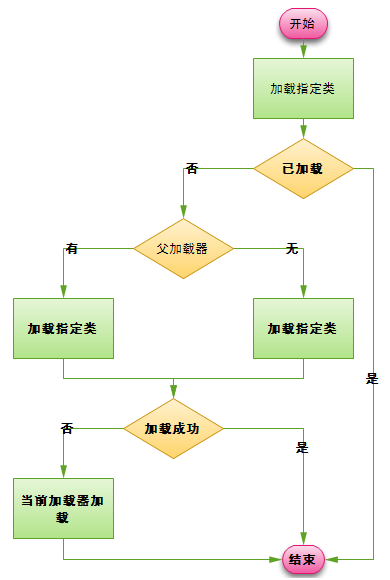 开始
加载指定类
已加载
否
父加载器
有
无
加载指定类
加载指定类
是
加载成功
否
是
当前加载器加
载
结束